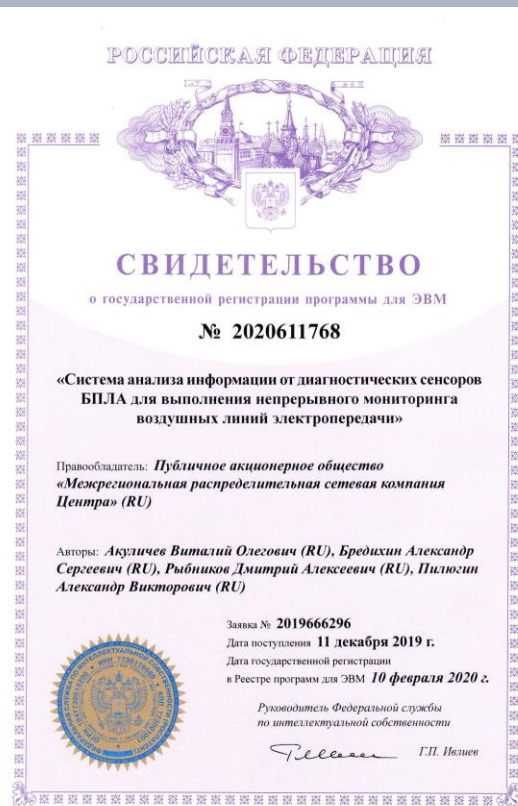 РОССИЙСКАЯ ФЕДЕРАЦИЯ
СВИДЕТЕЛЬСТВО
о государственной регистрации программы для ЭВМ
№ 2020611768
«Система анализа информации от диагностических сенсоров
БПЛА для выполнения непрерывного мониторинга
воздушных линий электропередачи»
Правообладатель: Публичное акционерное общество
«Межрегиональная распределительная сетевая компания
Центра» (RU)
Авторы: Акуличев Виталий Олегович (RU), Бредихин Александр
Сергеевич (RU), Рыбников Дмитрий Алексеевич (RU), Пилюгин
Александр Викторович (RU)
Заявка № 2019666296
Дата поступления 11 декабря 2019 г.
Дата государственной регистрации
в Реестре программ для ЭВМ 10 февраля 2020 г.
Руководитель Федеральной службы
по интеллектуальной собственности
Г.П. Ивлиев